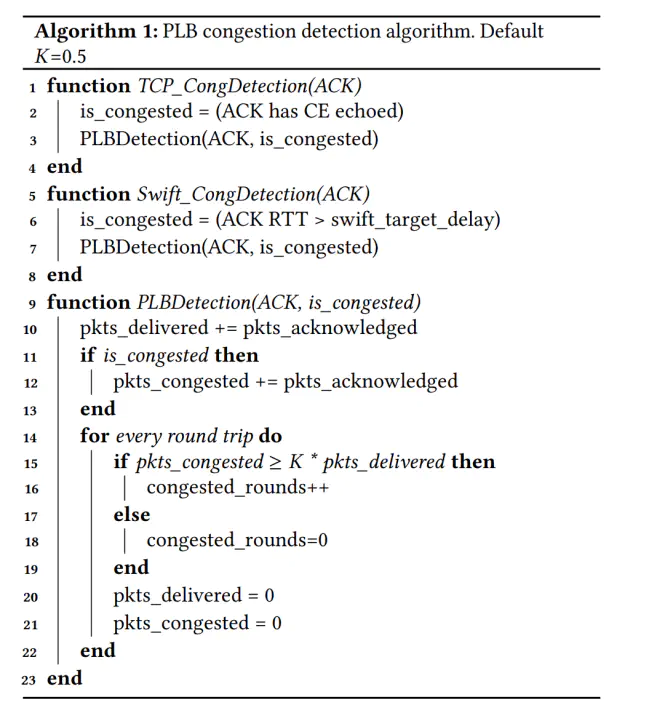 Algorithm 1: PLB congestion detection algorithm. Default
K=0.5
1 function TCP_CongDetection(ACK)
2 is_congested = (ACK has CE echoed)
3 PLBDetection(ACK, is_congested)
4 end
5 function Swift_CongDetection(ACK)
6 is_congested = (ACK RTT > swift_target_delay)
7 PLBDetection(ACK, is_congested)
8 end
9 function PLBDetection(ACK, is_congested)
10 pkts_delivered += pkts_acknowledged
11 if is_congested then
12 pkts_congested += pkts_acknowledged
13 end
14 for every round trip do
15 if pkts_congested ≥ K * pkts_delivered then
16 congested_rounds++
17 else
18 congested_rounds=0
19 end
20 pkts_delivered = 0
21 pkts_congested = 0
22 end
23 end